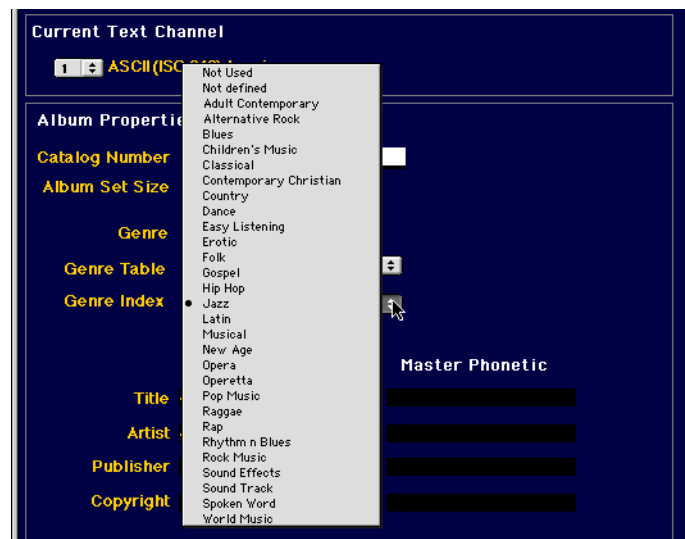 Current Text Channel
1 ASCII (ISC
Not Used
Not defined
Adult Contemporary
Alternative Rock
Blues
Children's Music
Classical
Contemporary Christian
Country
Dance
Easy Listening
Erotic
Folk
Gospel
Hip Hop
Jazz
Latin
Musical
New Age
Opera
Operetta
Pop Music
Raggae
Rap
Rhythm n Blues
Rock Music
Sound Effects
Sound Track
Spoken Word
World Music
Album Properti
Catalog Number
Album Set Size
Genre
Genre Table
Genre Index
Master Phonetic
Title
Artist
Publisher
Copyright